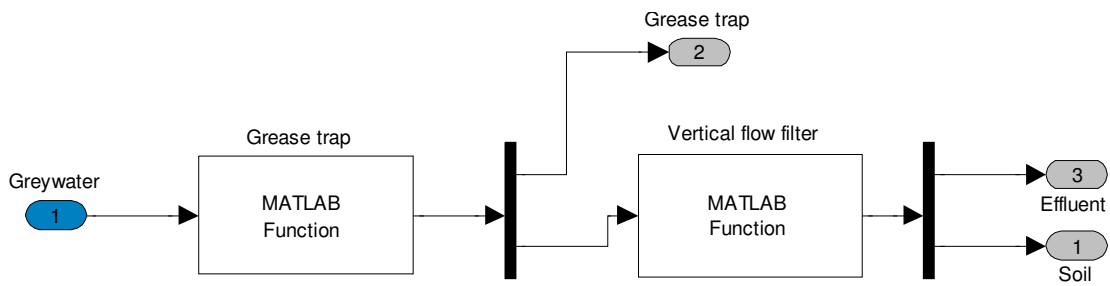 Grease trap
2
Grease trap
Vertical flow filter
Greywater
1
MATLAB
Function
MATLAB
Function
3
Effluent
1
Soil